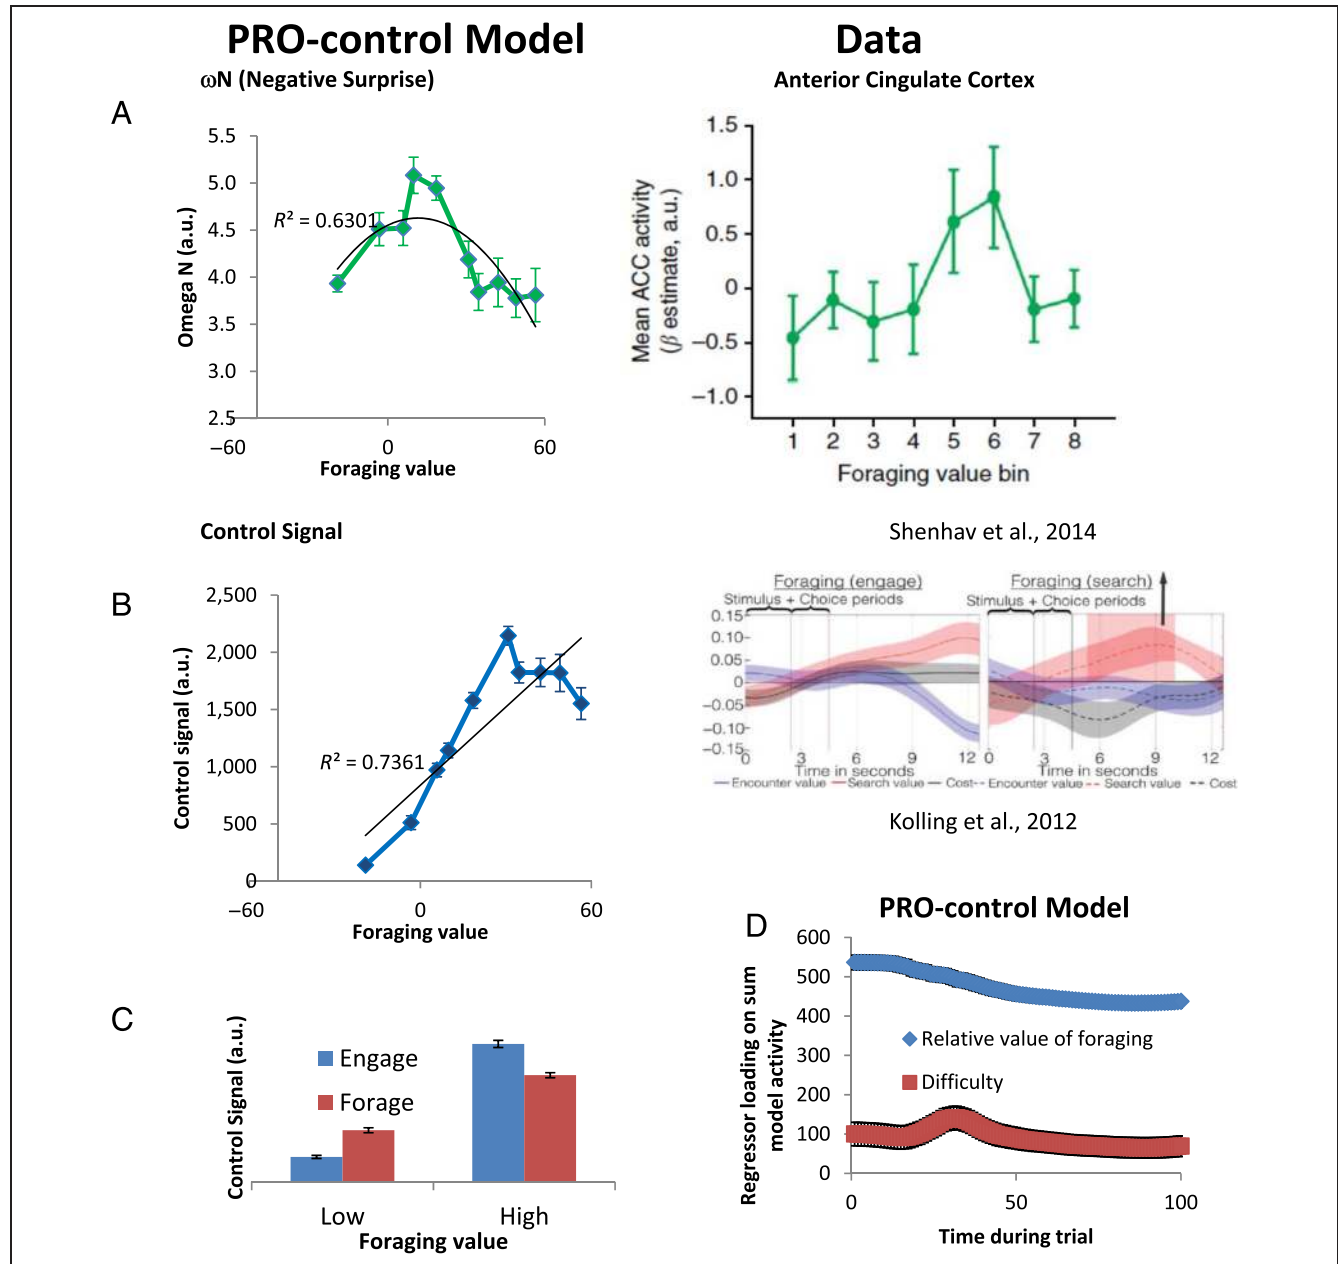 PRO-control Model
Data
ωN (Negative Surprise)
Anterior Cingulate Cortex
A
5.5
5.0
4.5
4.0
3.5
3.0
2.5
Omega N (a.u.)
R² = 0.6301
−60
0
60
Foraging value
1.5
1.0
0.5
0
−0.5
−1.0
Mean ACC activity
(β estimate, a.u.)
1 2 3 4 5 6 7 8
Foraging value bin
Shenhav et al., 2014
Control Signal
B
2,500
2,000
1,500
1,000
500
0
Control signal (a.u.)
R² = 0.7361
−60
0
60
Foraging value
Foraging (engage)
Stimulus + Choice periods
Foraging (search)
Stimulus + Choice periods
0.15
0.10
0.05
0
−0.05
−0.10
−0.15
0 3 6 9 12
Time in seconds
0 3 6 9 12
Time in seconds
Encounter value Search value Cost
Encounter value Search value Cost
Kolling et al., 2012
C
Control Signal (a.u.)
Engage
Forage
Low
High
Foraging value
D
PRO-control Model
600
500
400
300
200
100
0
Regressor loading on sum
model activity
Relative value of foraging
Difficulty
0
50
100
Time during trial